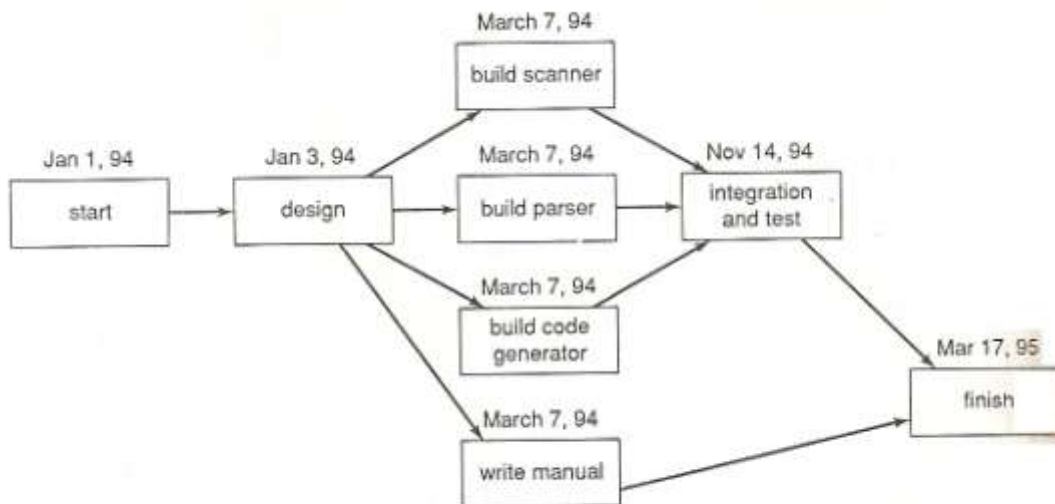 March 7, 94
build scanner
Jan 1, 94
Jan 3, 94
March 7, 94
Nov 14, 94
start
design
build parser
integration
and test
March 7, 94
build code
generator
Mar 17, 95
finish
March 7, 94
write manual